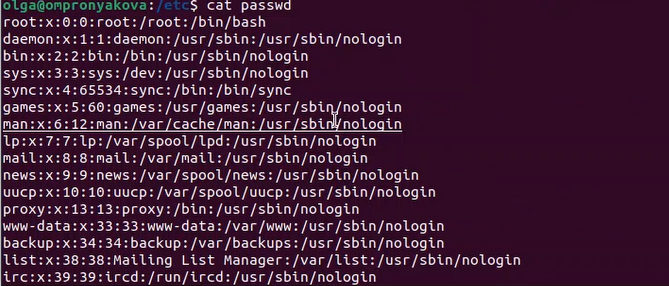 olga@ompronyakova:/etc$ cat passwd
root:x:0:0:root:/root:/bin/bash
daemon:x:1:1:daemon:/usr/sbin:/usr/sbin/nologin
bin:x:2:2:bin:/bin:/usr/sbin/nologin
sys:x:3:3:sys:/dev:/usr/sbin/nologin
sync:x:4:65534:sync:/bin:/bin/sync
games:x:5:60:games:/usr/games:/usr/sbin/nologin
man:x:6:12:man:/var/cache/man:/usr/sbin/nologin
lp:x:7:7:lp:/var/spool/lpd:/usr/sbin/nologin
mail:x:8:8:mail:/var/mail:/usr/sbin/nologin
news:x:9:9:news:/var/spool/news:/usr/sbin/nologin
uucp:x:10:10:uucp:/var/spool/uucp:/usr/sbin/nologin
proxy:x:13:13:proxy:/bin:/usr/sbin/nologin
www-data:x:33:33:www-data:/var/www:/usr/sbin/nologin
backup:x:34:34:backup:/var/backups:/usr/sbin/nologin
list:x:38:38:Mailing List Manager:/var/list:/usr/sbin/nologin
irc:x:39:39:ircd:/run/ircd:/usr/sbin/nologin